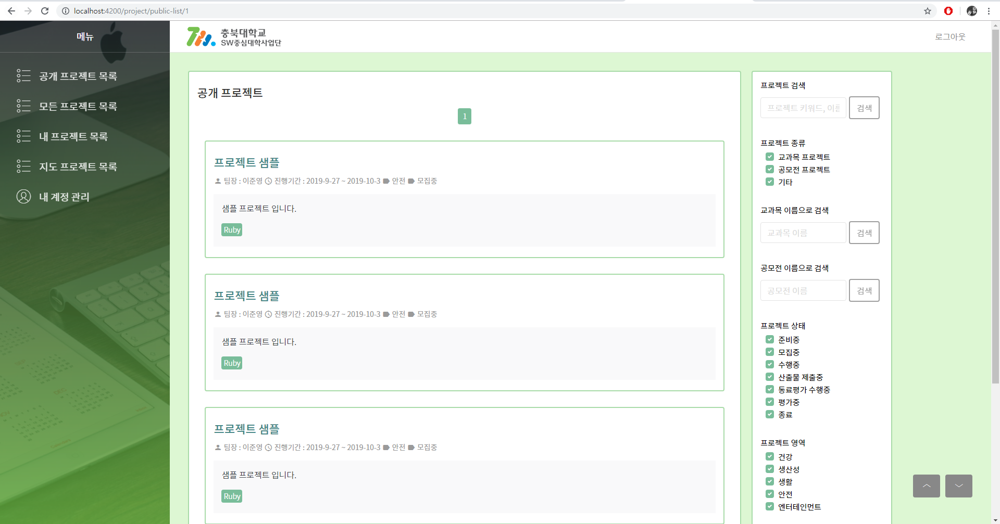 localhost:4200/project/public-list/1
메뉴
공개 프로젝트 목록
모든 프로젝트 목록
내 프로젝트 목록
지도 프로젝트 목록
내 계정 관리
충북대학교
SW중심대학사업단
로그아웃
공개 프로젝트
1
프로젝트 샘플
팀장 : 이준영 진행기간 : 2019-9-27 ~ 2019-10-3 안전 모집중
샘플 프로젝트 입니다.
Ruby
프로젝트 샘플
팀장 : 이준영 진행기간 : 2019-9-27 ~ 2019-10-3 안전 모집중
샘플 프로젝트 입니다.
Ruby
프로젝트 샘플
팀장 : 이준영 진행기간 : 2019-9-27 ~ 2019-10-3 안전 모집중
샘플 프로젝트 입니다.
Ruby
프로젝트 검색
프로젝트 키워드, 이름 검색
프로젝트 종류
교과목 프로젝트
공모전 프로젝트
기타
교과목 이름으로 검색
교과목 이름 검색
공모전 이름으로 검색
공모전 이름 검색
프로젝트 상태
준비중
모집중
수행중
산출물 제출중
동료평가 수행중
평가중
종료
프로젝트 영역
건강
생산성
생활
안전
엔터테인먼트